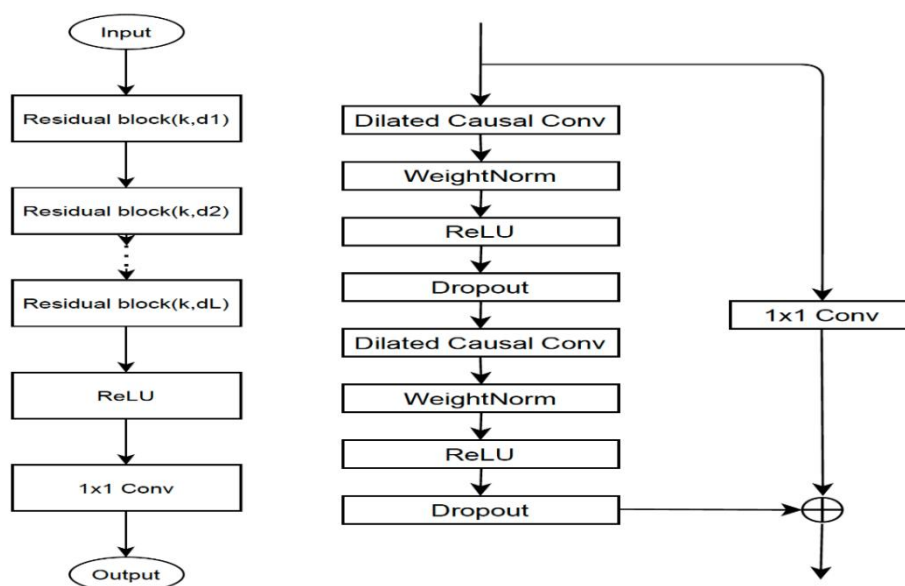 Input
Residual block(k,d1)
Residual block(k,d2)
Residual block(k,dL)
ReLU
1x1 Conv
Output
Dilated Causal Conv
WeightNorm
ReLU
Dropout
Dilated Causal Conv
WeightNorm
ReLU
Dropout
1x1 Conv